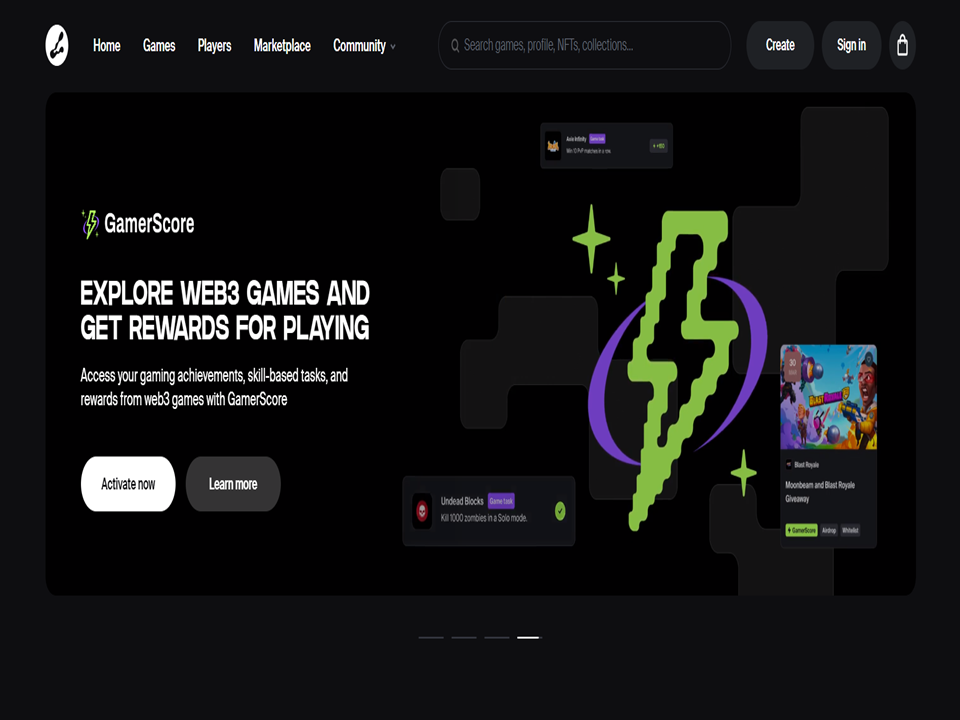 Home
Games
Players
Marketplace
Community
Search games, profile, NFTs, collections...
Create
Sign in
GamerScore
EXPLORE WEB3 GAMES AND
GET REWARDS FOR PLAYING
Access your gaming achievements, skill-based tasks, and
rewards from web3 games with GamerScore
Activate now
Learn more
Axie Infinity
Game task
Win 10 PvP matches in a row.
Undead Blocks
Game task
Kill 1000 zombies in a Solo mode.
30
BLAST ROYALE
Blast Royale
Moonbeam and Blast Royale
Giveaway
GamerScore
Airdrop
Whitelist